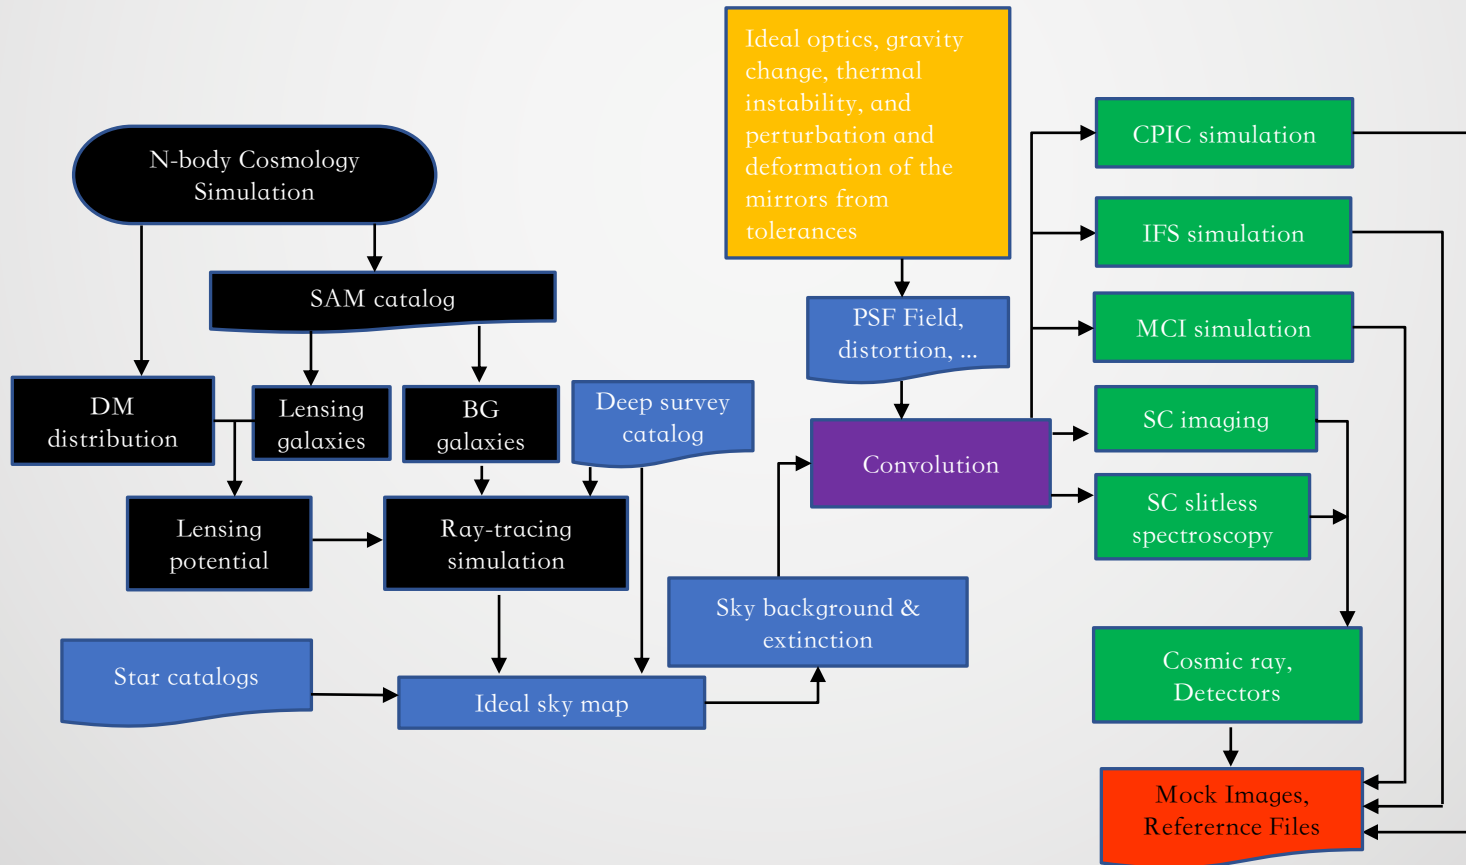 Ideal optics, gravity
change, thermal
instability, and
perturbation and
deformation of the
mirrors from
tolerances
CPIC simulation
N-body Cosmology
Simulation
IFS simulation
SAM catalog
PSF Field,
distortion, ...
MCI simulation
DM
distribution
Lensing
galaxies
BG
galaxies
Deep survey
catalog
SC imaging
Convolution
SC slitless
spectroscopy
Lensing
potential
Ray-tracing
simulation
Sky background &
extinction
Star catalogs
Ideal sky map
Cosmic ray,
Detectors
Mock Images,
Referernce Files